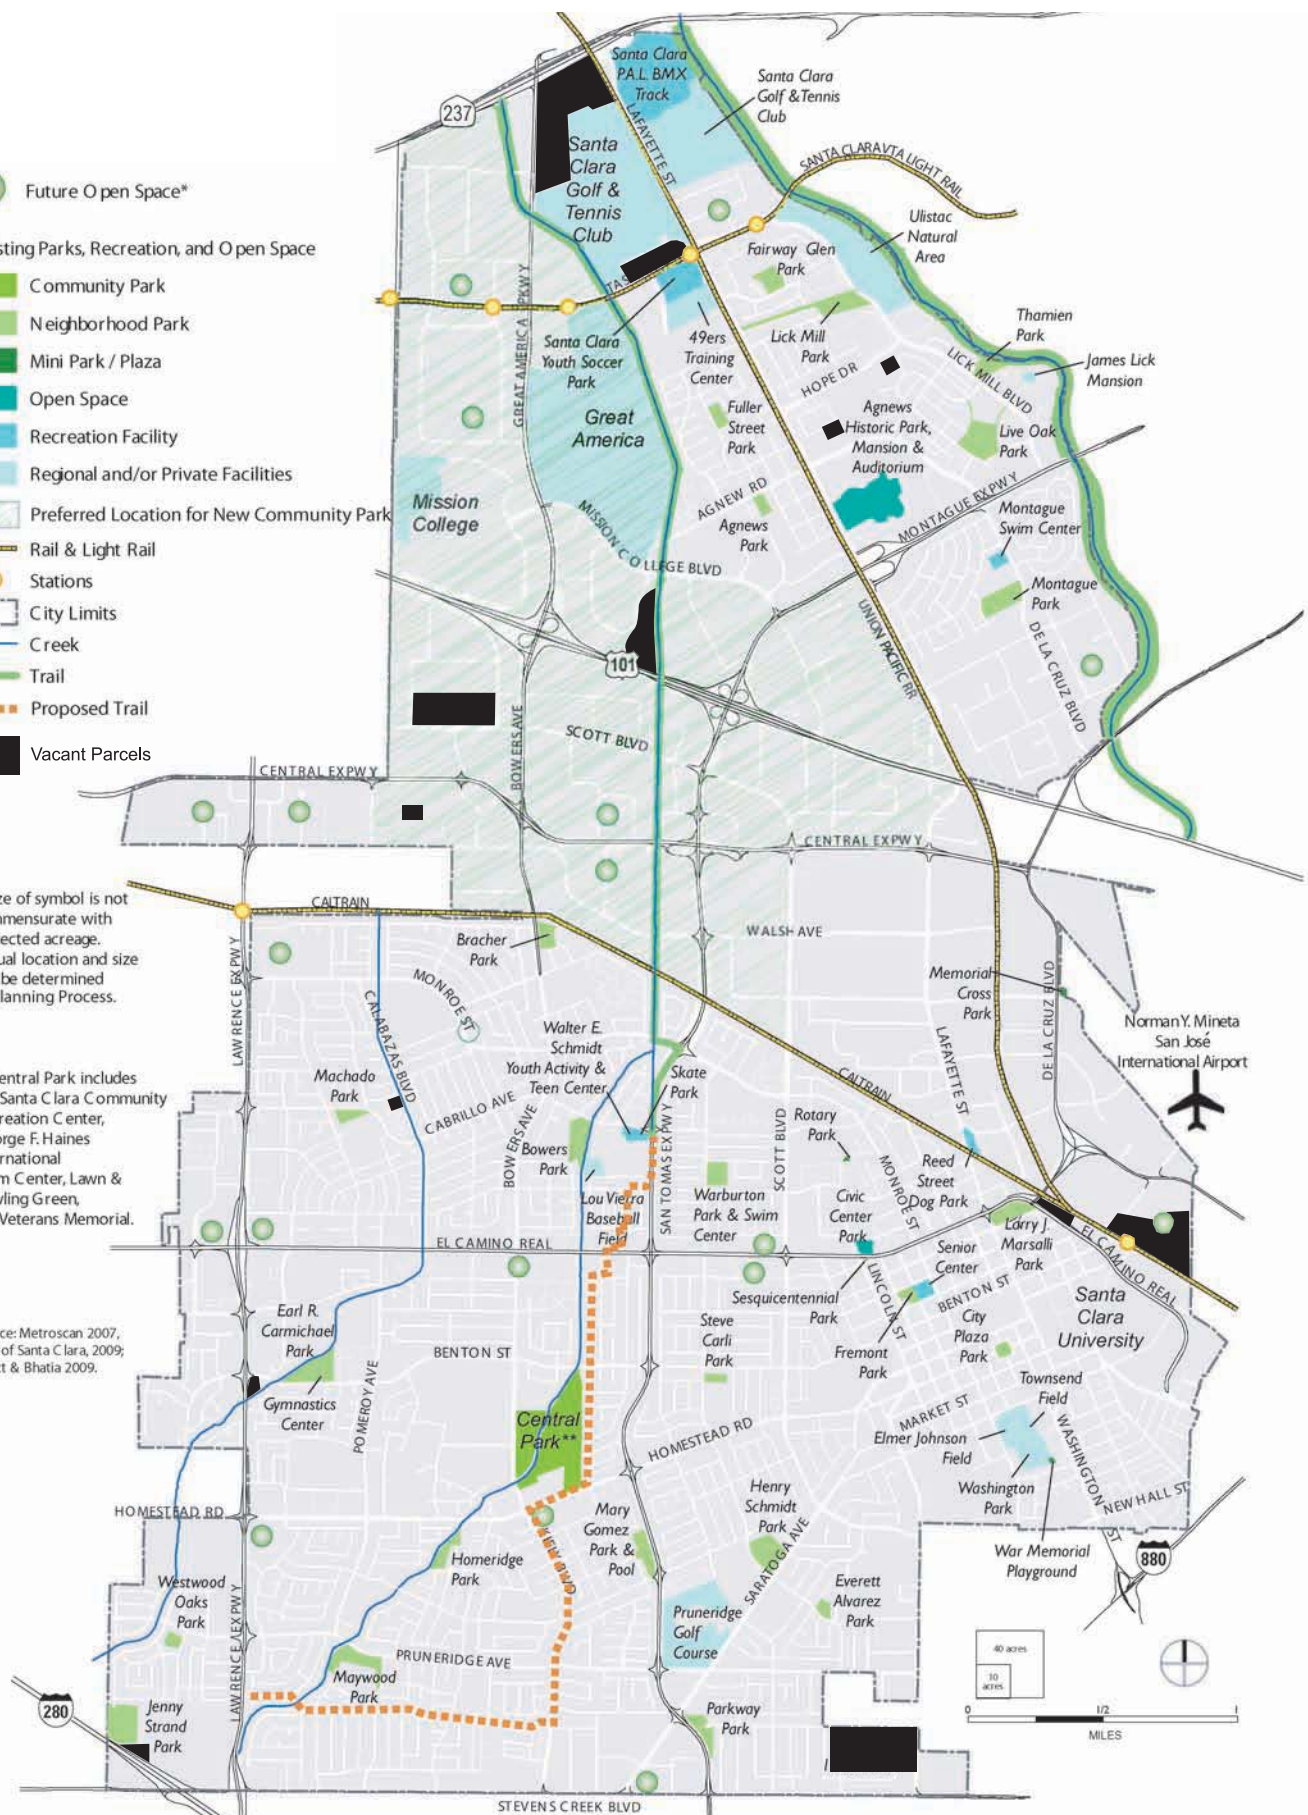 Future Open Space*
sting Parks, Recreation, and Open Space
Community Park
Neighborhood Park
Mini Park / Plaza
Open Space
Recreation Facility
Regional and/or Private Facilities
Preferred Location for New Community Park
Rail & Light Rail
Stations
City Limits
Creek
Trail
Proposed Trail
Vacant Parcels
ze of symbol is not
mmensurate with
ected acreage.
ual location and size
be determined
lanning Process.
entral Park includes
Santa Clara Community
reation Center,
orge F. Haines
rnational
m Center, Lawn &
wling Green,
Veterans Memorial.
ce: Metroscan 2007,
of Santa Clara, 2009;
tt & Bhatia 2009.
237
Santa Clara
P.A.L. BMX
Track
Santa Clara
Golf & Tennis
Club
LAFAYETTE ST
Santa
Clara
Golf &
Tennis
Club
SANTA CLARA VTA LIGHT RAIL
Ulistac
Natural
Area
Fairway Glen
Park
TAS
GREAT AMERICA PKWY
Santa Clara
Youth Soccer
Park
49ers
Training
Center
Lick Mill
Park
Thamien
Park
LICK MILL BLVD
James Lick
Mansion
HOPE DR
Great
America
Fuller
Street
Park
Agnews
Historic Park,
Mansion &
Auditorium
Live Oak
Park
Mission
College
AGNEW RD
Agnews
Park
MONTAGUE EXPWY
Montague
Swim Center
MISSION COLLEGE BLVD
Montague
Park
UNION PACIFIC RR
DE LA CRUZ BLVD
101
SCOTT BLVD
BOWERS AVE
CENTRAL EXPWY
CENTRAL EXPWY
CALTRAIN
Bracher
Park
WALSH AVE
LAWRENCE EXPWY
MONROE ST
CALABAZAS BLVD
Memorial
Cross
Park
DE LA CRUZ BLVD
Norman Y. Mineta
San José
International Airport
Walter E.
Schmidt
Youth Activity &
Teen Center
Skate
Park
LAFAYETTE ST
CALTRAIN
Machado
Park
CABRILLO AVE
BOWERS AVE
Bowers
Park
SAN TOMAS EXPWY
SCOTT BLVD
Rotary
Park
MONROE ST
Reed
Street
Dog Park
Lou Vierra
Baseball
Field
Warburton
Park & Swim
Center
Civic
Center
Park
Larry J.
Marsalli
Park
EL CAMINO REAL
EL CAMINO REAL
Senior
Center
Sesquicentennial
Park
LINCOLN ST
BENTON ST
Santa
Clara
University
Earl R.
Carmichael
Park
BENTON ST
Steve
Carli
Park
Fremont
Park
City
Plaza
Park
Gymnastics
Center
POMEROY AVE
Central
Park**
HOMESTEAD RD
MARKET ST
Townsend
Field
Elmer Johnson
Field
WASHINGTON ST
Washington
Park
NEWHALL ST
War Memorial
Playground
880
HOMESTEAD RD
Henry
Schmidt
Park
Mary
Gomez
Park &
Pool
KIELY BLVD
SARATOGA AVE
Homeridge
Park
Everett
Alvarez
Park
Westwood
Oaks
Park
LAWRENCE EXPWY
Pruneridge
Golf
Course
PRUNERIDGE AVE
Maywood
Park
40 acres
10
acres
280
Jenny
Strand
Park
Parkway
Park
0
1/2
1
MILES
STEVENS CREEK BLVD